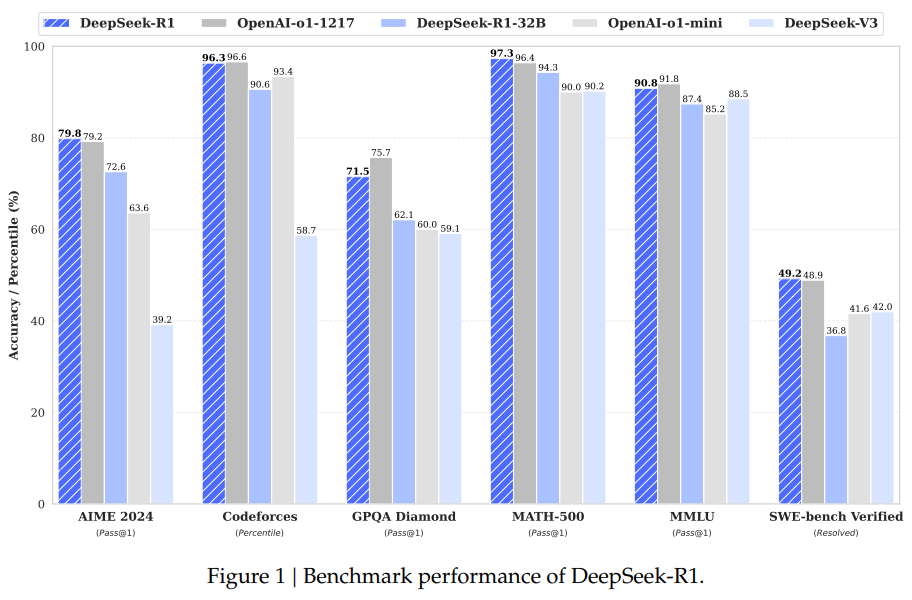 DeepSeek-R1 OpenAI-o1-1217 DeepSeek-R1-32B OpenAI-o1-mini DeepSeek-V3
Accuracy / Percentile (%)
100
80
60
40
20
0
79.8 79.2 72.6 63.6 39.2
96.3 96.6 90.6 93.4 58.7
71.5 75.7 62.1 60.0 59.1
97.3 96.4 94.3 90.0 90.2
90.8 91.8 87.4 85.2 88.5
49.2 48.9 36.8 41.6 42.0
AIME 2024 Codeforces GPQA Diamond MATH-500 MMLU SWE-bench Verified
(Pass@1) (Percentile) (Pass@1) (Pass@1) (Pass@1) (Resolved)
Figure 1 | Benchmark performance of DeepSeek-R1.